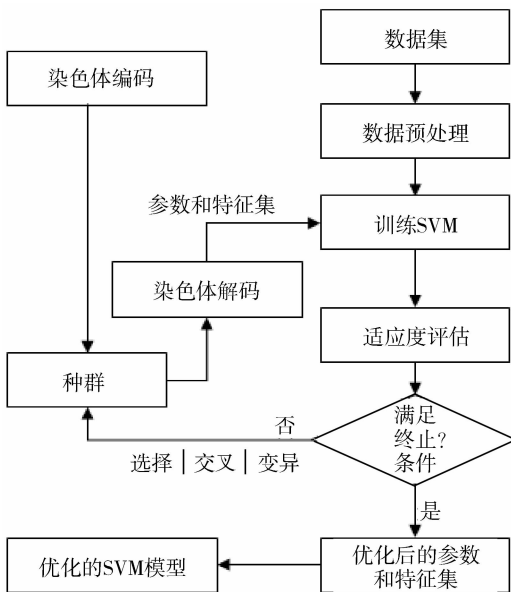 数据集
染色体编码
数据预处理
参数和特征集
训练SVM
染色体解码
适应度评估
种群
满足
终止?
条件
否
选择|交叉|变异
是
优化的SVM模型
优化后的参数
和特征集